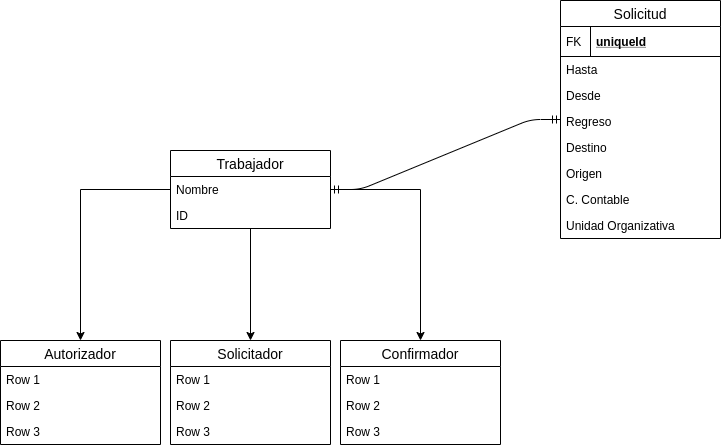 Solicitud
FK uniqueId
Hasta
Desde
Regreso
Destino
Origen
C. Contable
Unidad Organizativa
Trabajador
Nombre
ID
Autorizador
Row 1
Row 2
Row 3
Solicitador
Row 1
Row 2
Row 3
Confirmador
Row 1
Row 2
Row 3